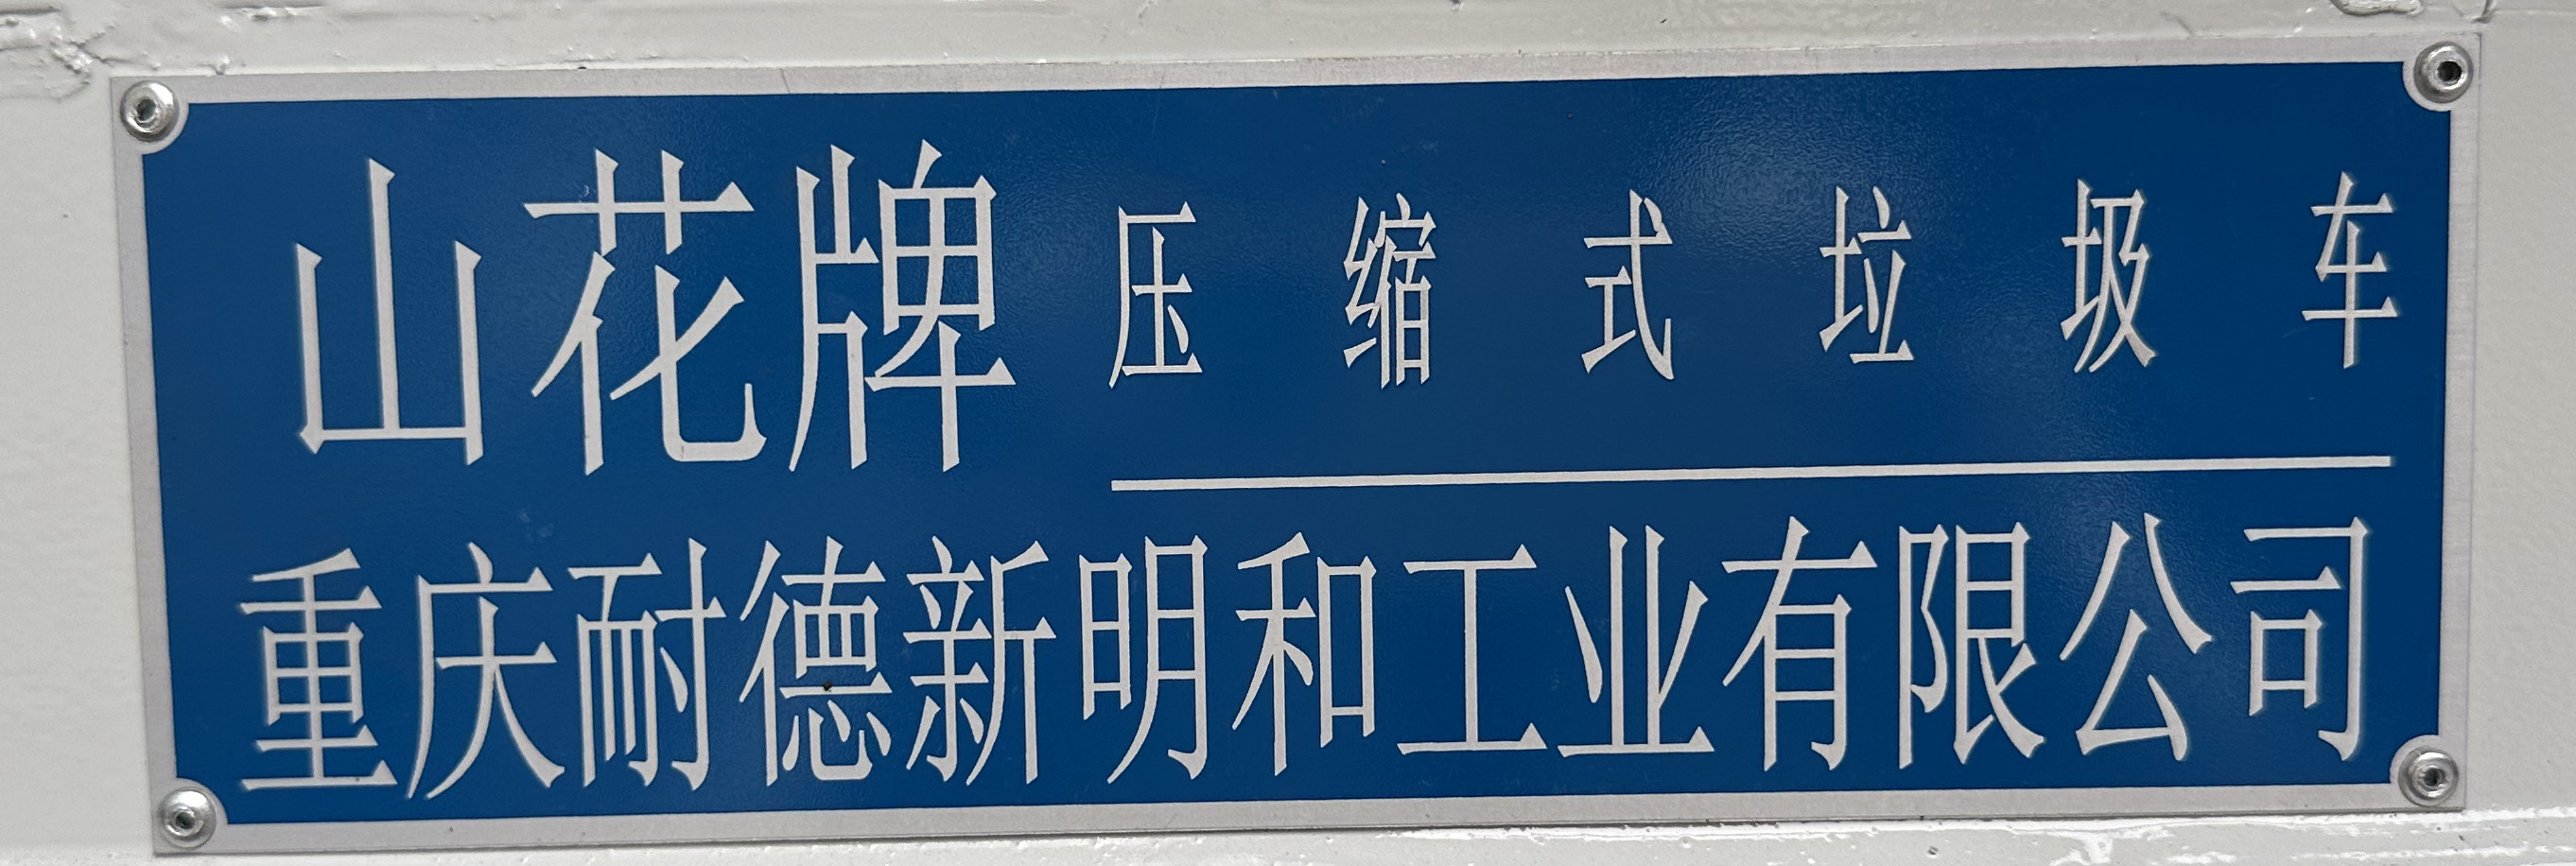 山花牌 压缩式垃圾车
重庆耐德新明和工业有限公司